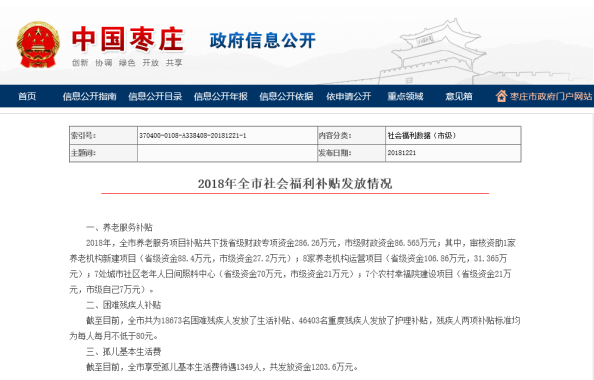 中国枣庄 政府信息公开
创新 协调 绿色 开放 共享
首页 信息公开指南 信息公开目录 信息公开年报 信息公开依据 依申请公开 重点领域 意见箱 枣庄市政府门户网站
索引号: 370400-0108-A338408-20181221-1 内容分类: 社会福利数据（市级）
主题词: 发布日期: 20181221
2018年全市社会福利补贴发放情况
一、养老服务补贴
2018年，全市养老服务项目补贴共下拨省级财政专项资金286.26万元，市级财政资金86.565万元；其中，审核资助1家
养老机构新建项目（省级资金88.4万元，市级资金27.2万元）；8家养老机构运营项目（省级资金106.86万元，31.365万
元）；7处城市社区老年人日间照料中心（省级资金70万元，市级资金21万元）；7个农村幸福院建设项目（省级资金21万
元，市级自己7万元）。
二、困难残疾人补贴
截至目前，全市共为18673名困难残疾人发放了生活补贴、46403名重度残疾人发放了护理补贴，残疾人两项补贴标准均
为每人每月不低于80元。
三、孤儿基本生活费
截至目前，全市享受孤儿基本生活费待遇1349人，共发放资金1203.6万元。